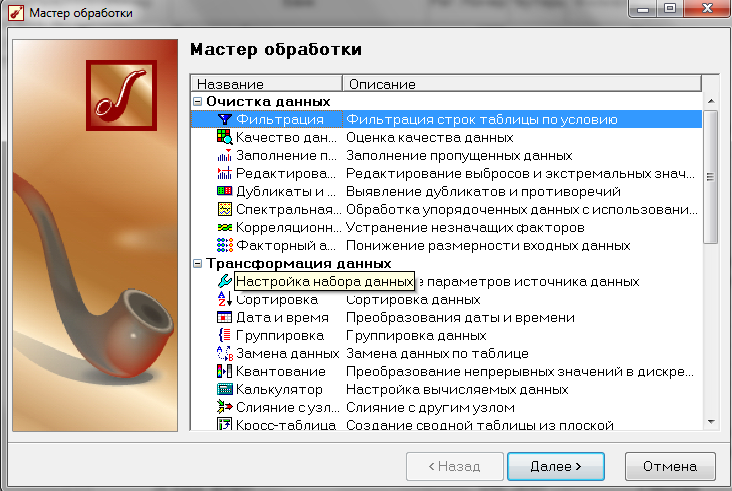 Мастер обработки
Мастер обработки
Название Описание
Очистка данных
Фильтрация Фильтрация строк таблицы по условию
Качество дан... Оценка качества данных
Заполнение п... Заполнение пропущенных данных
Редактирова... Редактирование выбросов и экстремальных знач...
Дубликаты и ... Выявление дубликатов и противоречий
Спектральная... Обработка упорядоченных данных с использовани...
Корреляционн... Устранение незначащих факторов
Факторный а... Понижение размерности входных данных
Трансформация данных
Настройка набора данных е параметров источника данных
Сортировка Сортировка данных
Дата и время Преобразования даты и времени
Группировка Группировка данных
Замена данных Замена данных по таблице
Квантование Преобразование непрерывных значений в дискре...
Калькулятор Настройка вычисляемых данных
Слияние с узл... Слияние с другим узлом
Кросс-таблица Создание сводной таблицы из плоской
< Назад Далее > Отмена